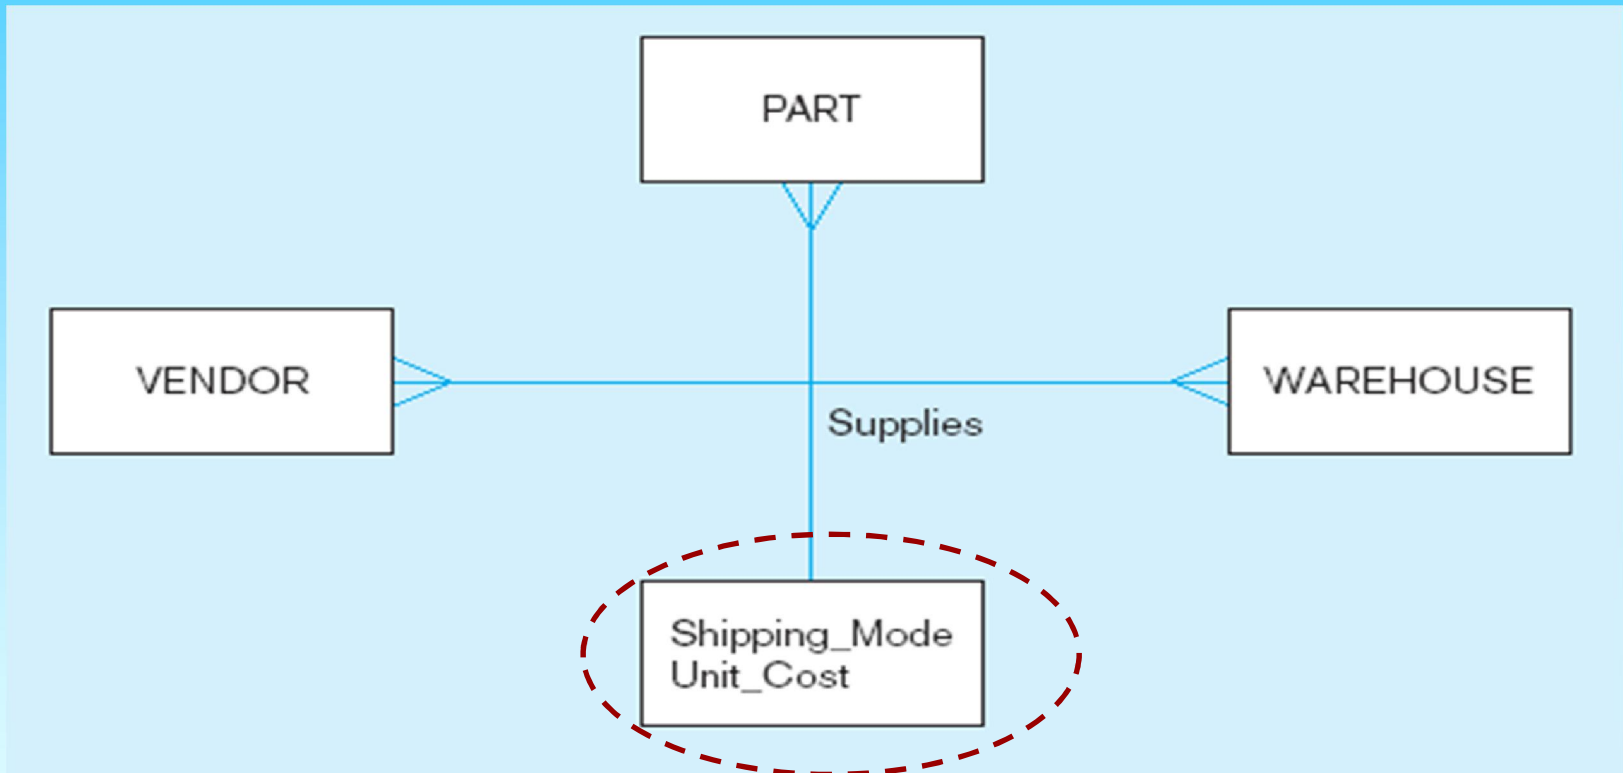 PART
VENDOR
WAREHOUSE
Supplies
Shipping_Mode
Unit_Cost